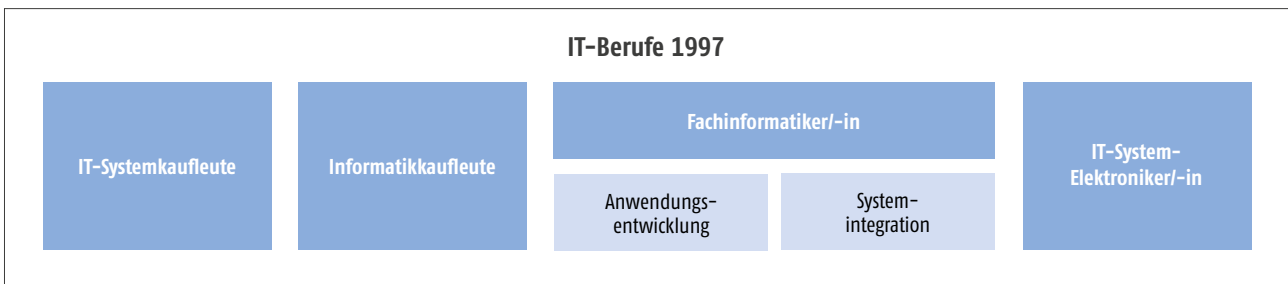 IT-Berufe 1997
IT-Systemkaufleute
Informatikkaufleute
Fachinformatiker/-in
Anwendungs-
entwicklung
System-
integration
IT-System-
Elektroniker/-in